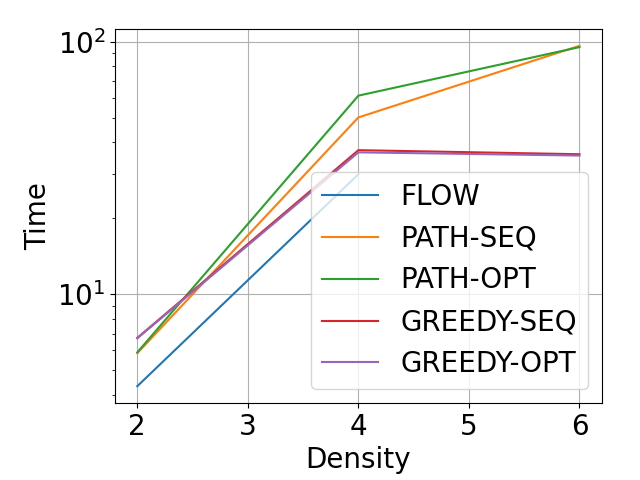 10²
10¹
Time
2 3 4 5 6
Density
FLOW
PATH-SEQ
PATH-OPT
GREEDY-SEQ
GREEDY-OPT